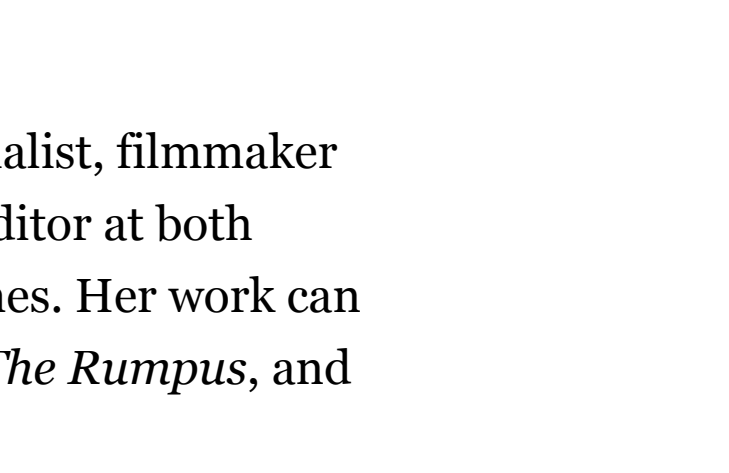 alist, filmmaker
ditor at both
es. Her work can
The Rumpus, and